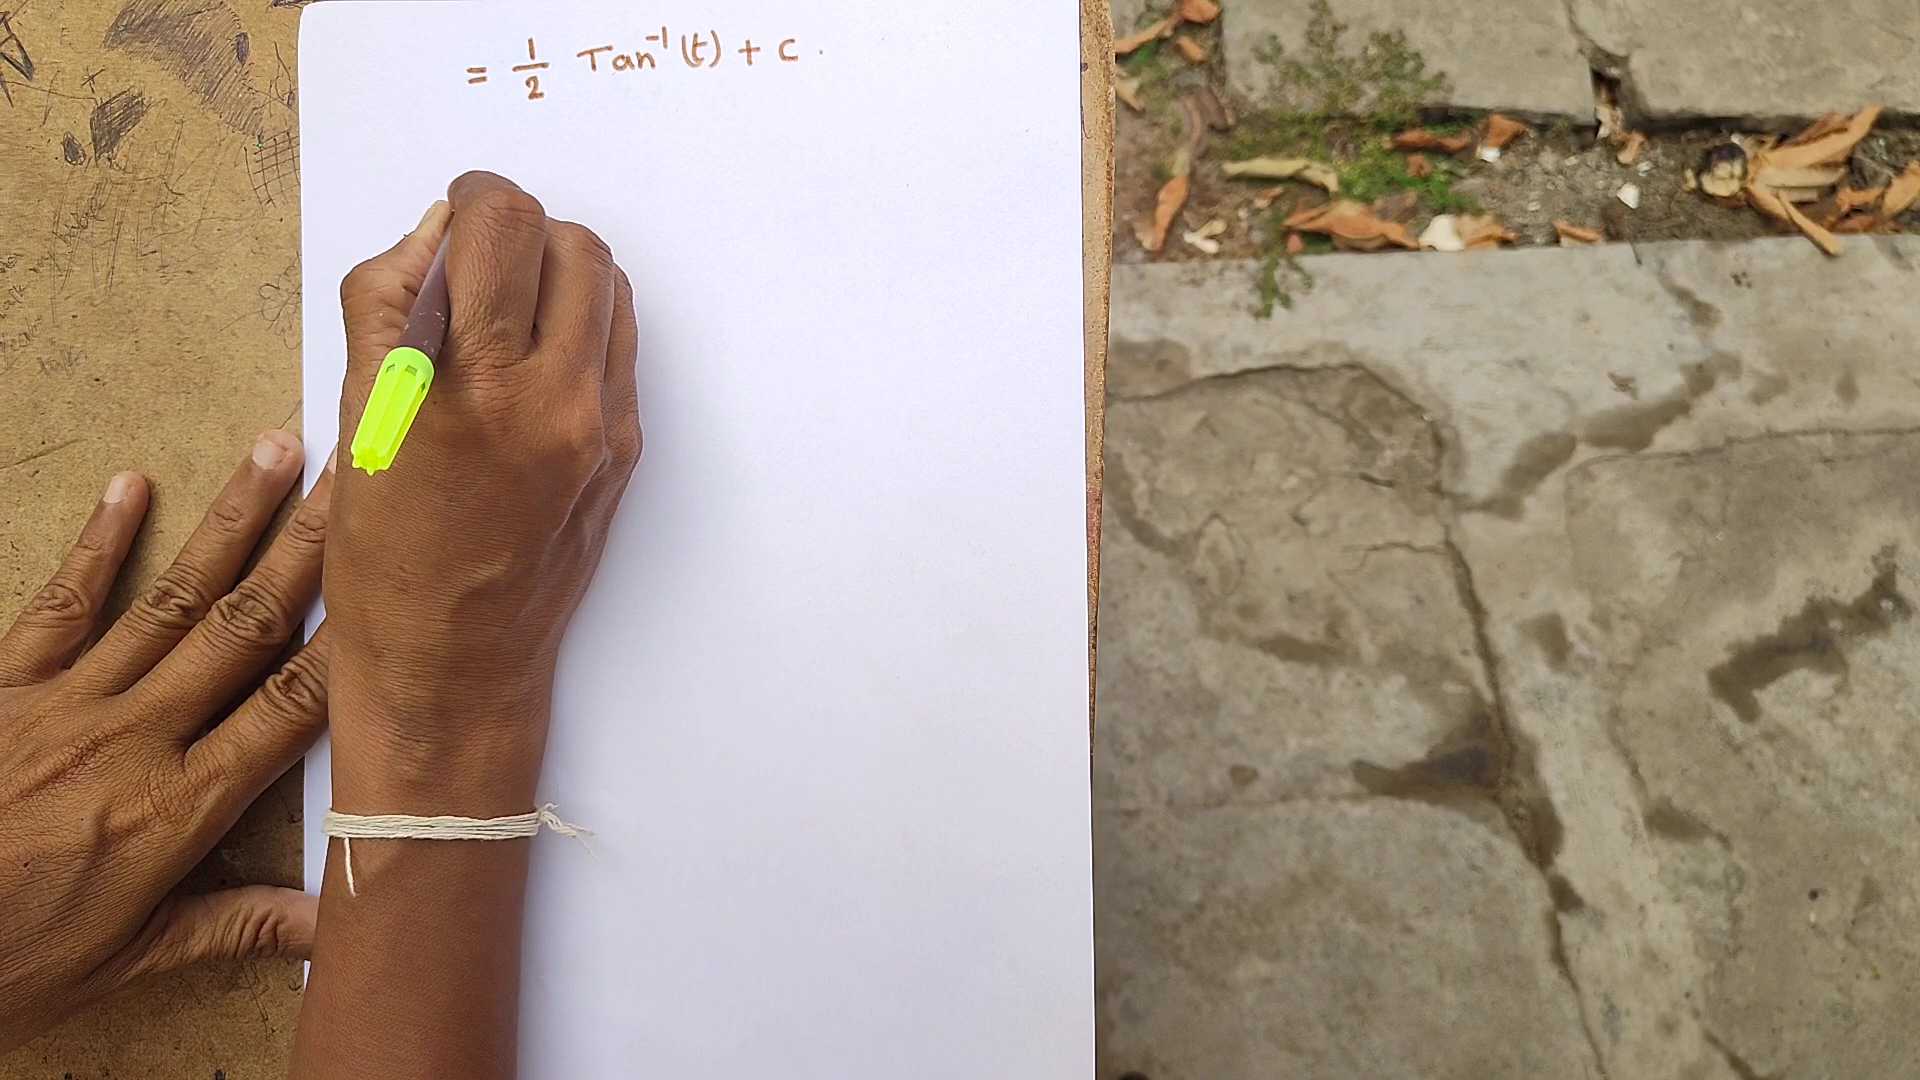 = 1/2 Tan⁻¹(t) + c.